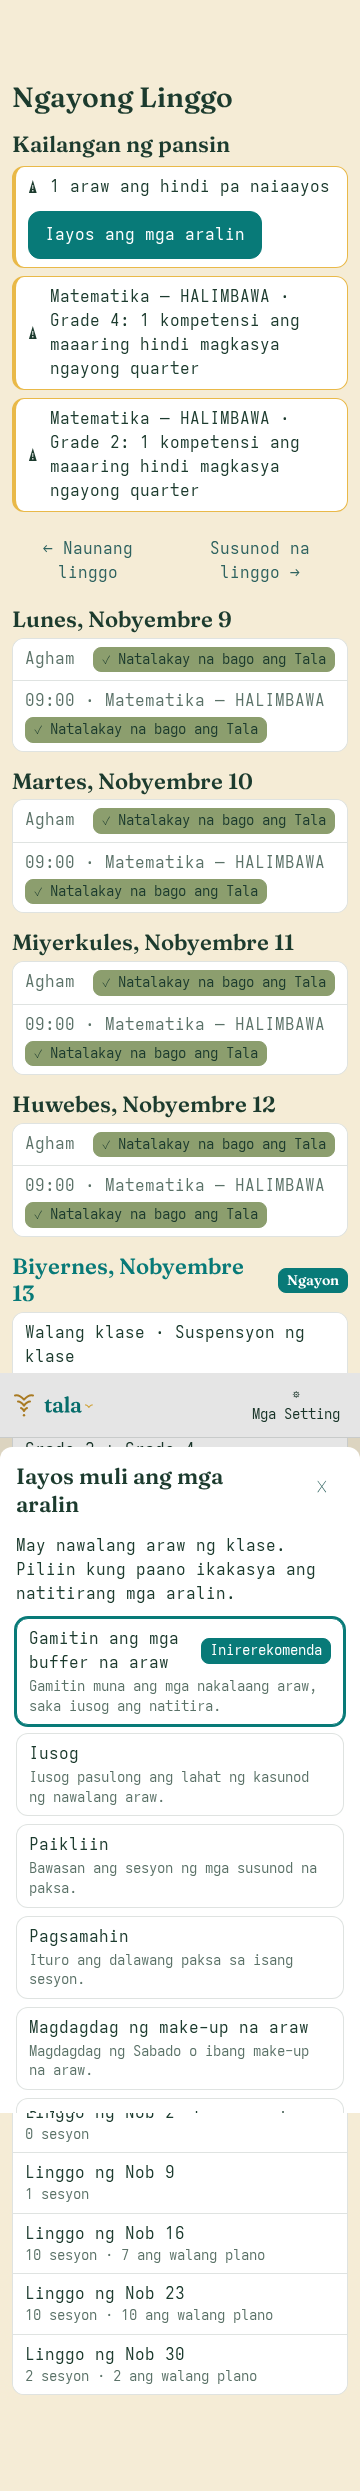 Ngayong Linggo
Kailangan ng pansin
1 araw ang hindi pa naiaayos
Iayos ang mga aralin
Matematika — HALIMBAWA ·
Grade 4: 1 kompetensi ang
maaaring hindi magkasya
ngayong quarter
Matematika — HALIMBAWA ·
Grade 2: 1 kompetensi ang
maaaring hindi magkasya
ngayong quarter
← Naunang
linggo
Susunod na
linggo →
Lunes, Nobyembre 9
Agham ✓ Natalakay na bago ang Tala
09:00 · Matematika — HALIMBAWA
✓ Natalakay na bago ang Tala
Martes, Nobyembre 10
Agham ✓ Natalakay na bago ang Tala
09:00 · Matematika — HALIMBAWA
✓ Natalakay na bago ang Tala
Miyerkules, Nobyembre 11
Agham ✓ Natalakay na bago ang Tala
09:00 · Matematika — HALIMBAWA
✓ Natalakay na bago ang Tala
Huwebes, Nobyembre 12
Agham ✓ Natalakay na bago ang Tala
09:00 · Matematika — HALIMBAWA
✓ Natalakay na bago ang Tala
Biyernes, Nobyembre
13
Ngayon
Walang klase · Suspensyon ng
klase
tala
Mga Setting
Iayos muli ang mga
aralin
X
May nawalang araw ng klase.
Piliin kung paano ikakasya ang
natitirang mga aralin.
Gamitin ang mga
buffer na araw
Inirerekomenda
Gamitin muna ang mga nakalaang araw,
saka iusog ang natitira.
Iusog
Iusog pasulong ang lahat ng kasunod
ng nawalang araw.
Paikliin
Bawasan ang sesyon ng mga susunod na
paksa.
Pagsamahin
Ituro ang dalawang paksa sa isang
sesyon.
Magdagdag ng make-up na araw
Magdagdag ng Sabado o ibang make-up
na araw.
Linggo ng Nob 2
0 sesyon
Linggo ng Nob 9
1 sesyon
Linggo ng Nob 16
10 sesyon · 7 ang walang plano
Linggo ng Nob 23
10 sesyon · 10 ang walang plano
Linggo ng Nob 30
2 sesyon · 2 ang walang plano